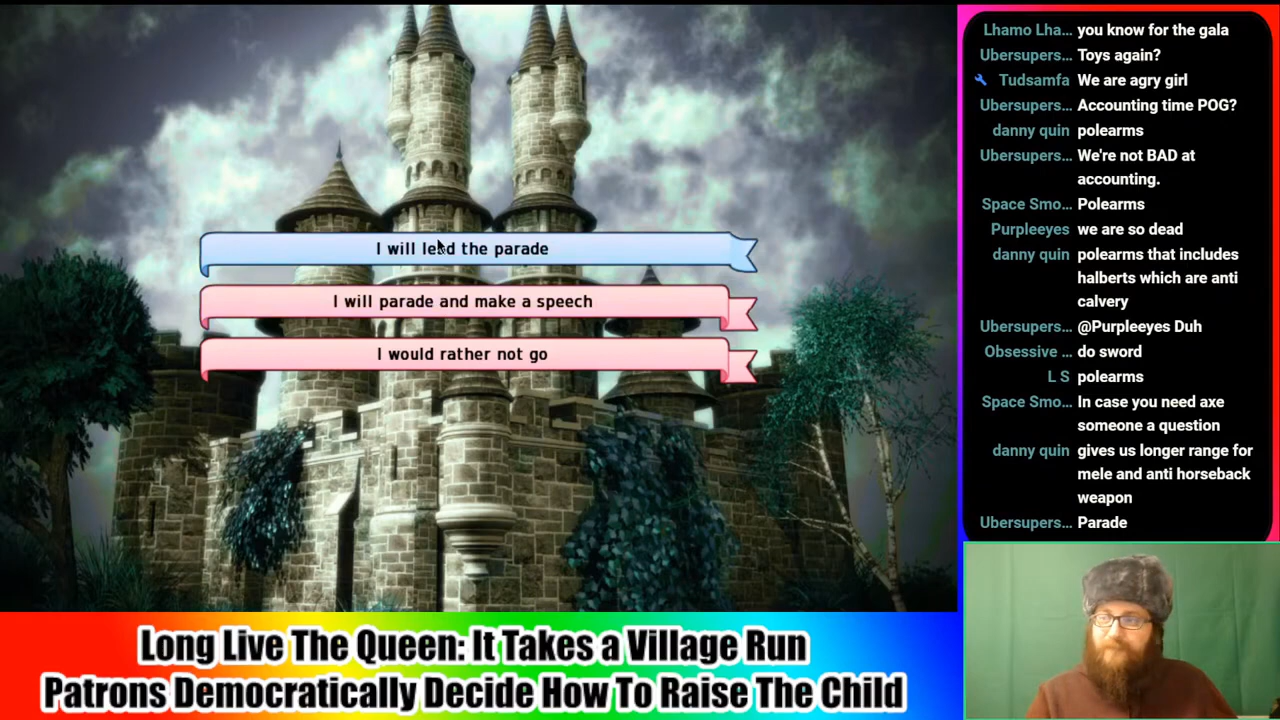 I will lead the parade
I will parade and make a speech
I would rather not go
Lhamo Lha… you know for the gala
Ubersupers… Toys again?
Tudsamfa We are agry girl
Ubersupers… Accounting time POG?
danny quin polearms
Ubersupers… We're not BAD at
accounting.
Space Smo… Polearms
Purpleeyes we are so dead
danny quin polearms that includes
halberts which are anti
calvery
Ubersupers… @Purpleeyes Duh
Obsessive … do sword
L S polearms
Space Smo… In case you need axe
someone a question
danny quin gives us longer range for
mele and anti horseback
weapon
Ubersupers… Parade
Long Live The Queen: It Takes a Village Run
Patrons Democratically Decide How To Raise The Child